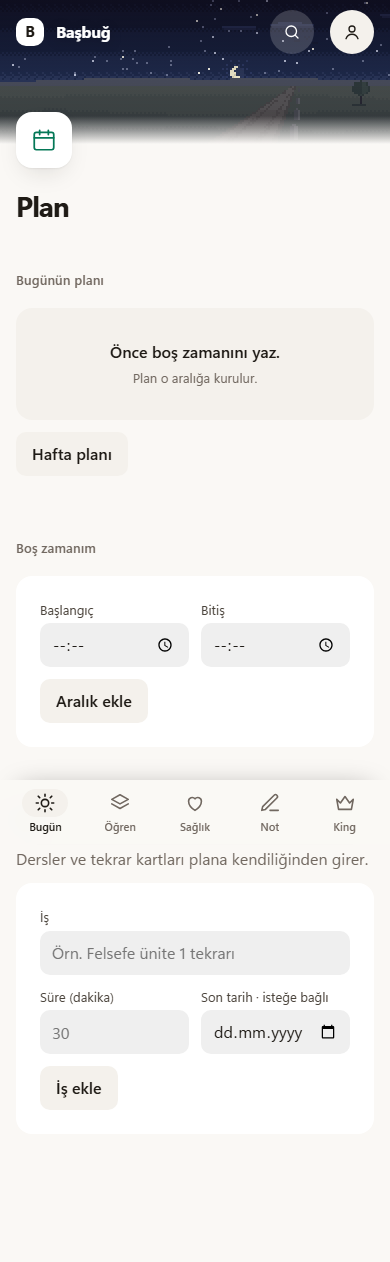 B Başbuğ
Plan
Bugünün planı
Önce boş zamanını yaz.
Plan o aralığa kurulur.
Hafta planı
Boş zamanım
Başlangıç Bitiş
--:-- --:--
Aralık ekle
Bugün Öğren Sağlık Not King
Dersler ve tekrar kartları plana kendiliğinden girer.
İş
Örn. Felsefe ünite 1 tekrarı
Süre (dakika) Son tarih · isteğe bağlı
30 dd.mm.yyyy
İş ekle